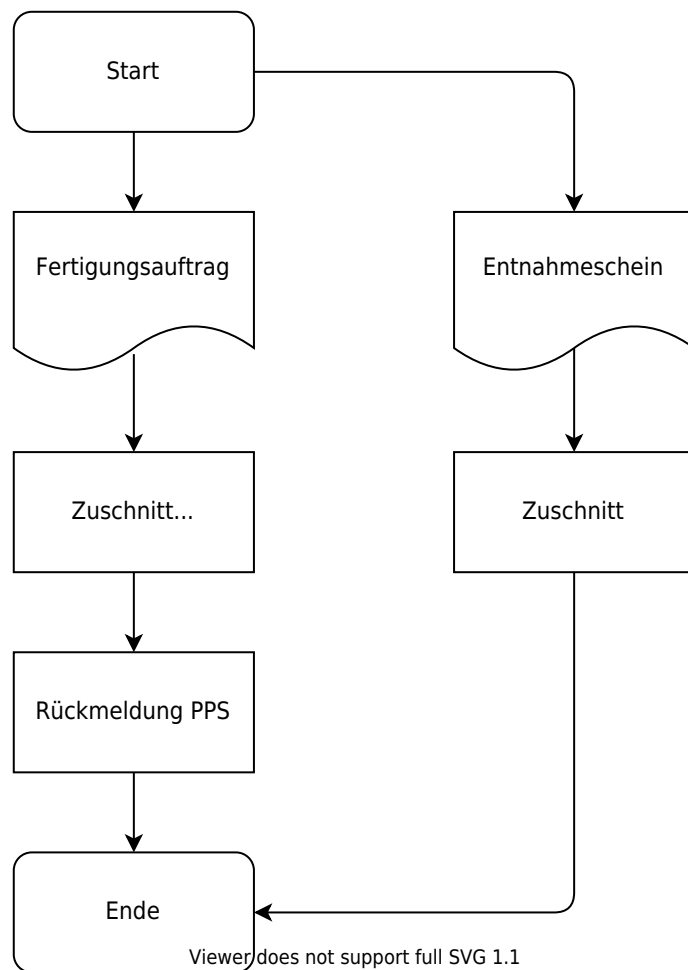 Start
Fertigungsauftrag
Entnahmeschein
Zuschnitt...
Zuschnitt
Rückmeldung PPS
Ende
Viewer does not support full SVG 1.1